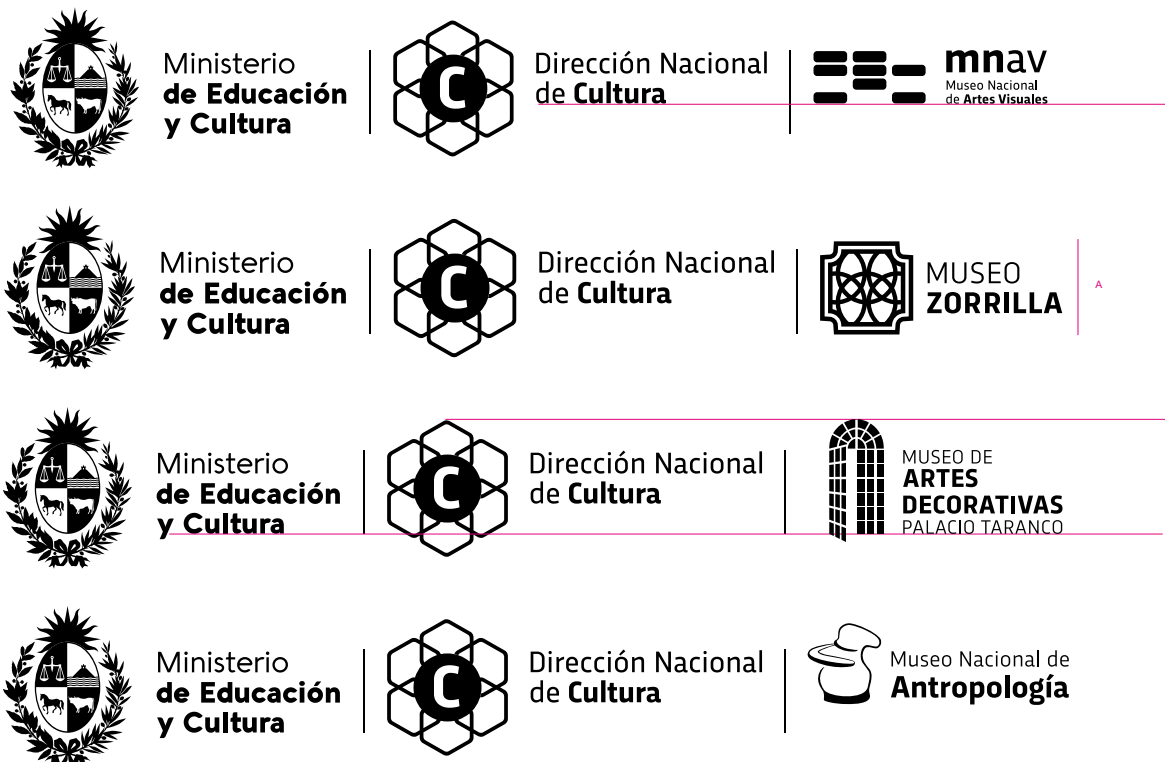 Ministerio
de Educación
y Cultura
C
Dirección Nacional
de Cultura
mnav
Museo Nacional
de Artes Visuales
Ministerio
de Educación
y Cultura
C
Dirección Nacional
de Cultura
MUSEO
ZORRILLA
A
Ministerio
de Educación
y Cultura
C
Dirección Nacional
de Cultura
MUSEO DE
ARTES
DECORATIVAS
PALACIO TARANCO
Ministerio
de Educación
y Cultura
C
Dirección Nacional
de Cultura
Museo Nacional de
Antropología